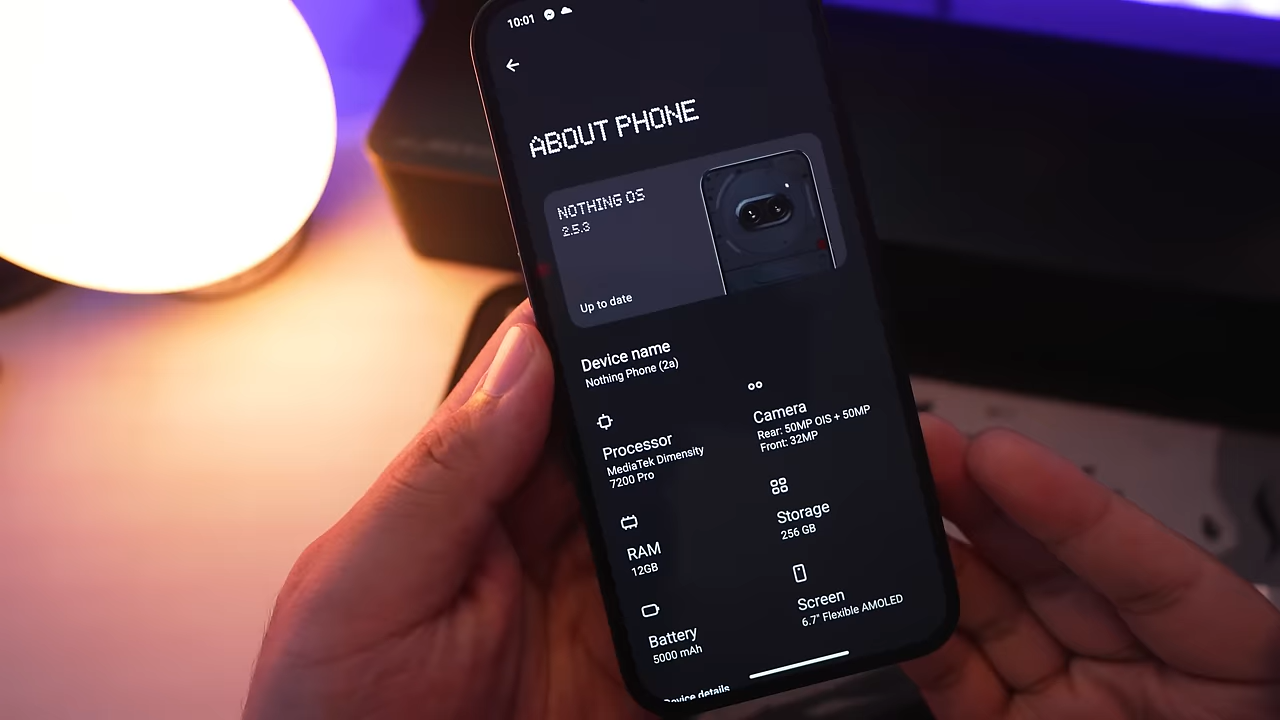 10:01
ABOUT PHONE
NOTHING OS
2.5.3
Up to date
Device name
Nothing Phone (2a)
Processor
MediaTek Dimensity
7200 Pro
Camera
Rear: 50MP OIS + 50MP
Front: 32MP
RAM
12GB
Storage
256 GB
Battery
5000 mAh
Screen
6.7" Flexible AMOLED
Device details